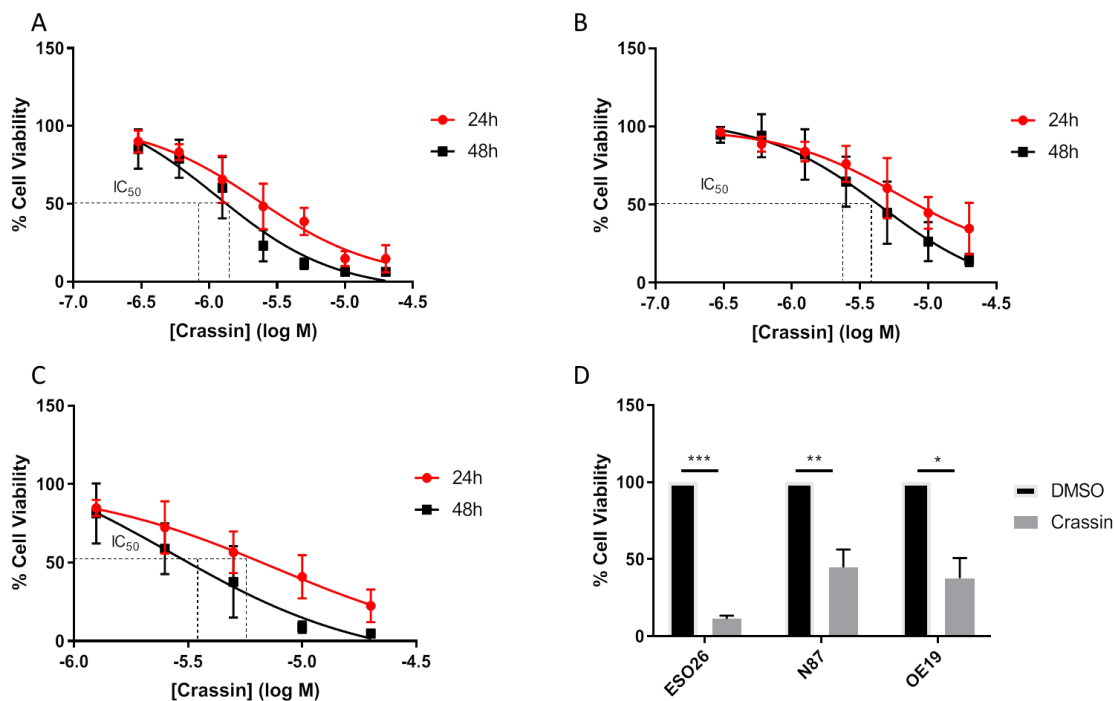 A
150
100
50
0
% Cell Viability
IC50
24h
48h
-7.0 -6.5 -6.0 -5.5 -5.0 -4.5
[Crassin] (log M)
B
150
100
50
0
% Cell Viability
IC50
24h
48h
-7.0 -6.5 -6.0 -5.5 -5.0 -4.5
[Crassin] (log M)
C
150
100
50
0
% Cell Viability
IC50
24h
48h
-6.0 -5.5 -5.0 -4.5
[Crassin] (log M)
D
150
100
50
0
% Cell Viability
*** ** *
DMSO
Crassin
ESO26 N87 OE19